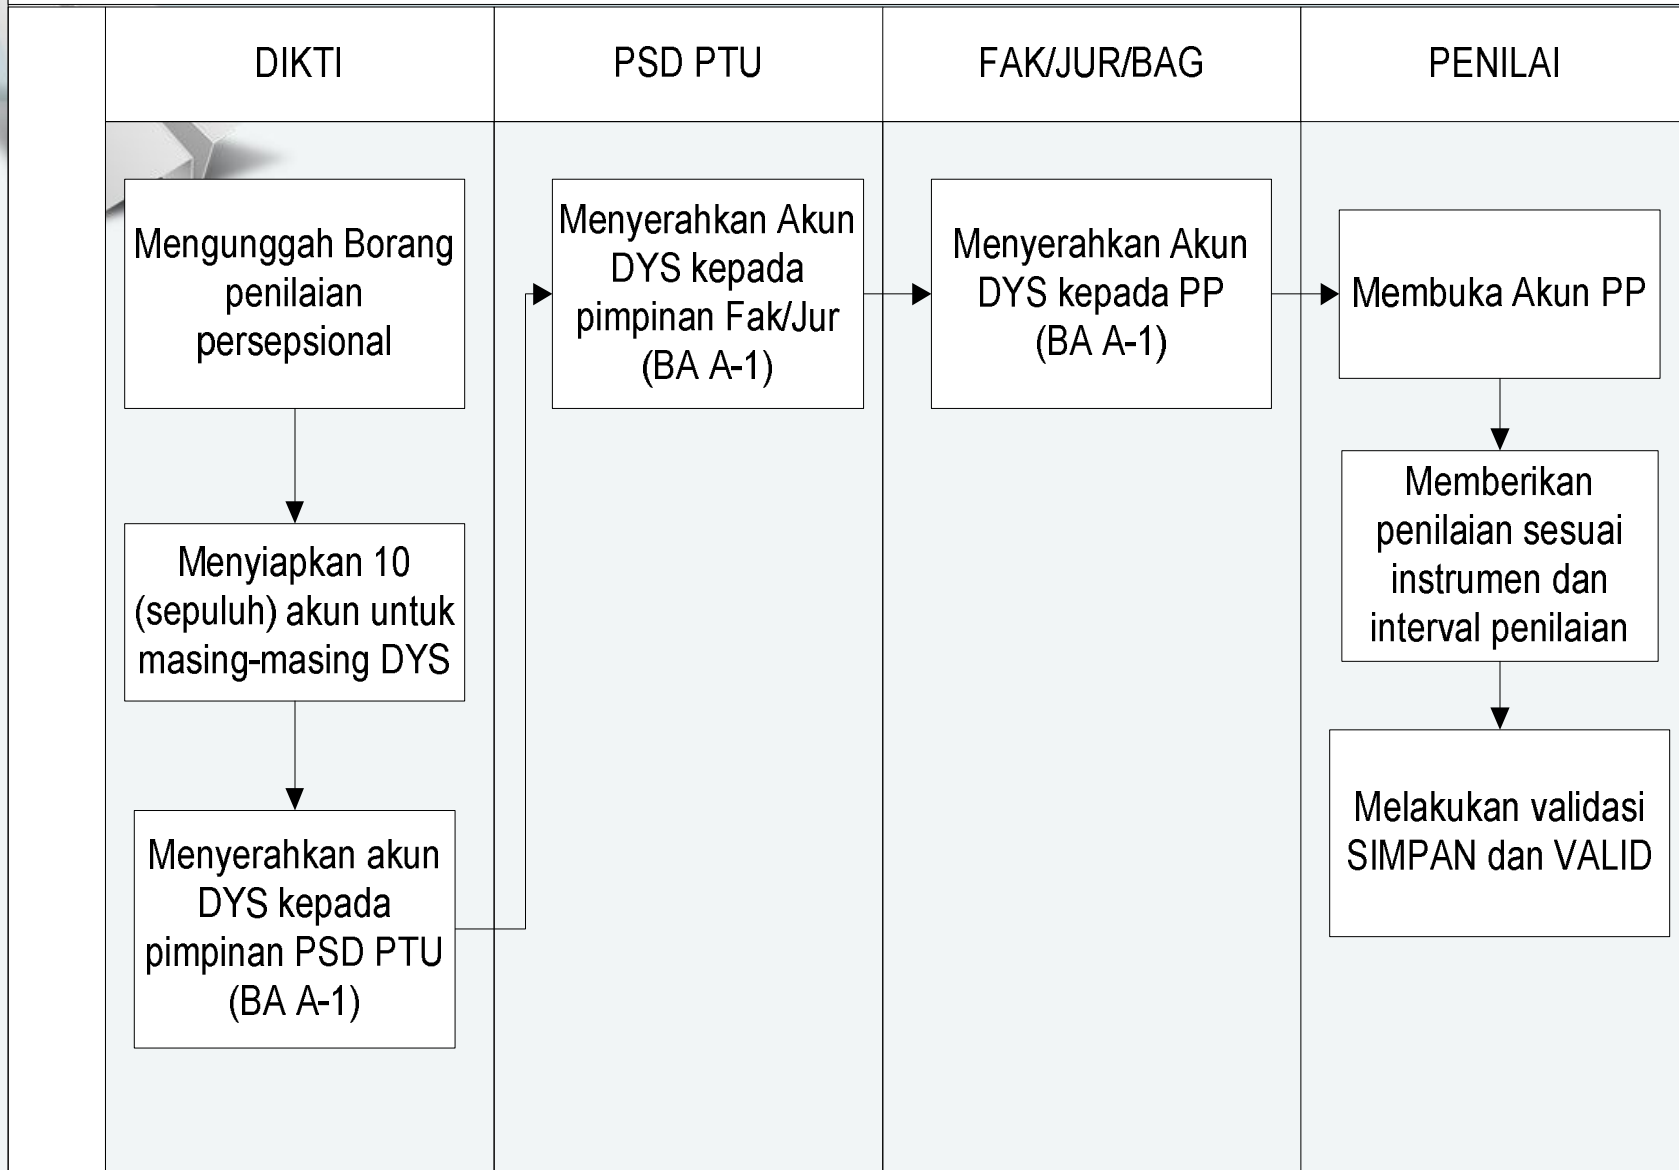 DIKTI
PSD PTU
FAK/JUR/BAG
PENILAI
Mengunggah Borang
penilaian
persepsional
Menyiapkan 10
(sepuluh) akun untuk
masing-masing DYS
Menyerahkan akun
DYS kepada
pimpinan PSD PTU
(BA A-1)
Menyerahkan Akun
DYS kepada
pimpinan Fak/Jur
(BA A-1)
Menyerahkan Akun
DYS kepada PP
(BA A-1)
Membuka Akun PP
Memberikan
penilaian sesuai
instrumen dan
interval penilaian
Melakukan validasi
SIMPAN dan VALID